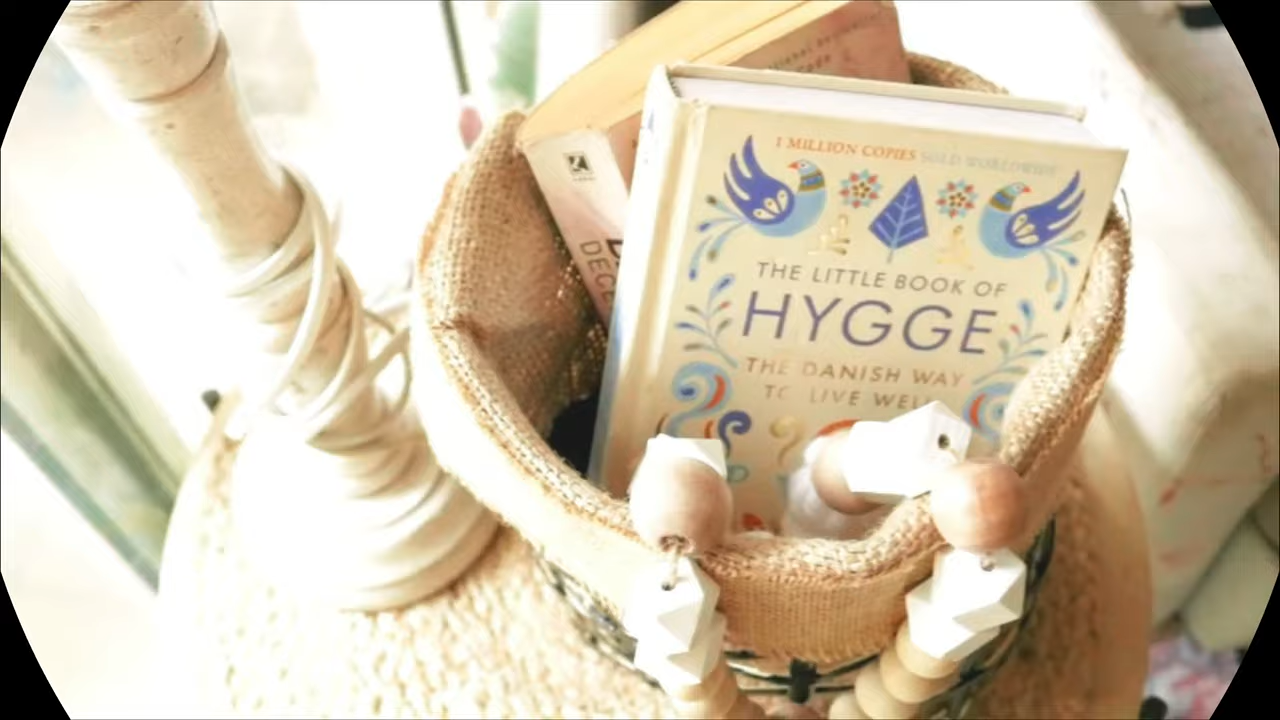 1 MILLION COPIES SOLD WORLDWIDE
THE LITTLE BOOK OF
HYGGE
THE DANISH WAY
TO LIVE WELL